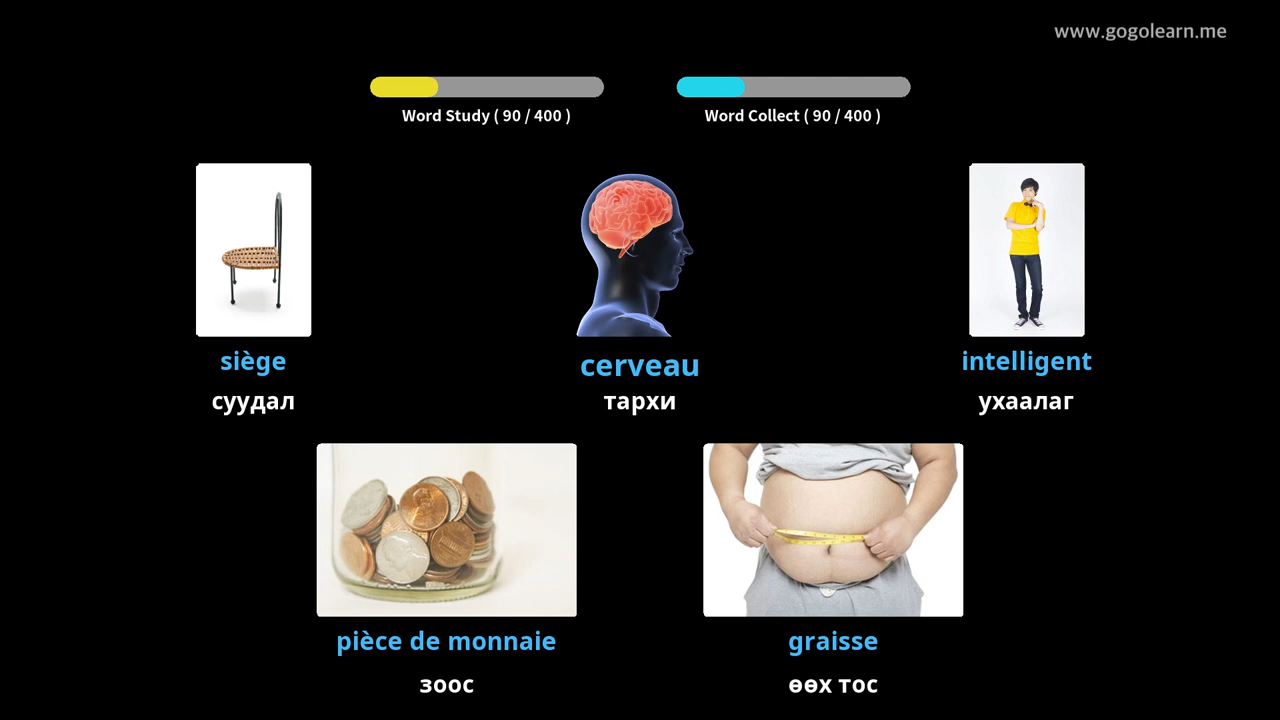 www.gogolearn.me
Word Study ( 90 / 400 )
Word Collect ( 90 / 400 )
siège
cerveau
intelligent
суудал
тархи
ухаалаг
pièce de monnaie
graisse
зоос
өөх тос